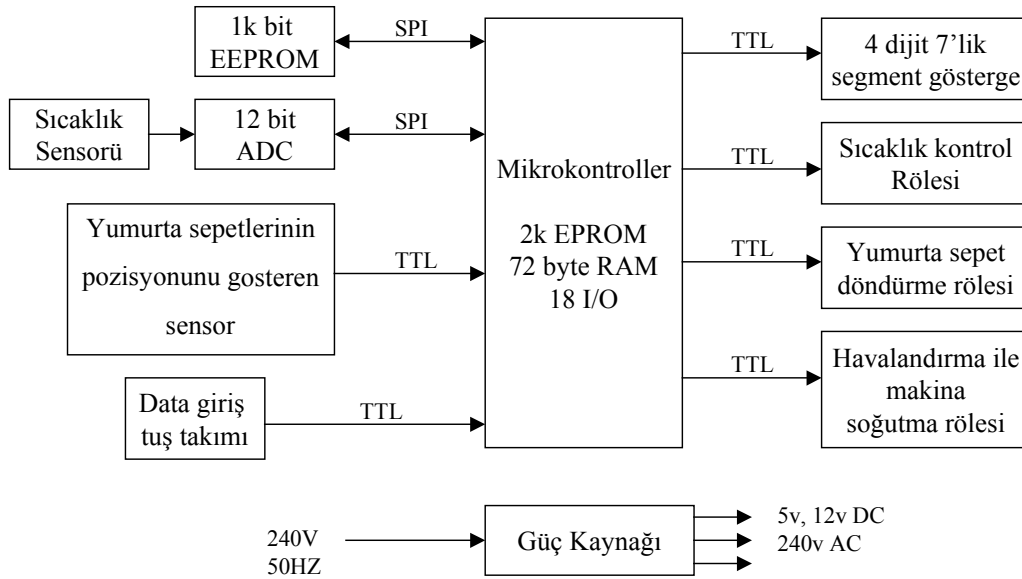 1k bit
EEPROM
SPI
Sıcaklık
Sensorü
12 bit
ADC
SPI
Yumurta sepetlerinin
pozisyonunu gosteren
sensor
TTL
Data giriş
tuş takımı
TTL
Mikrokontroller
2k EPROM
72 byte RAM
18 I/O
TTL
4 dijit 7’lik
segment gösterge
TTL
Sıcaklık kontrol
Rölesi
TTL
Yumurta sepet
döndürme rölesi
TTL
Havalandırma ile
makina
soğutma rölesi
240V
50HZ
Güç Kaynağı
5v, 12v DC
240v AC